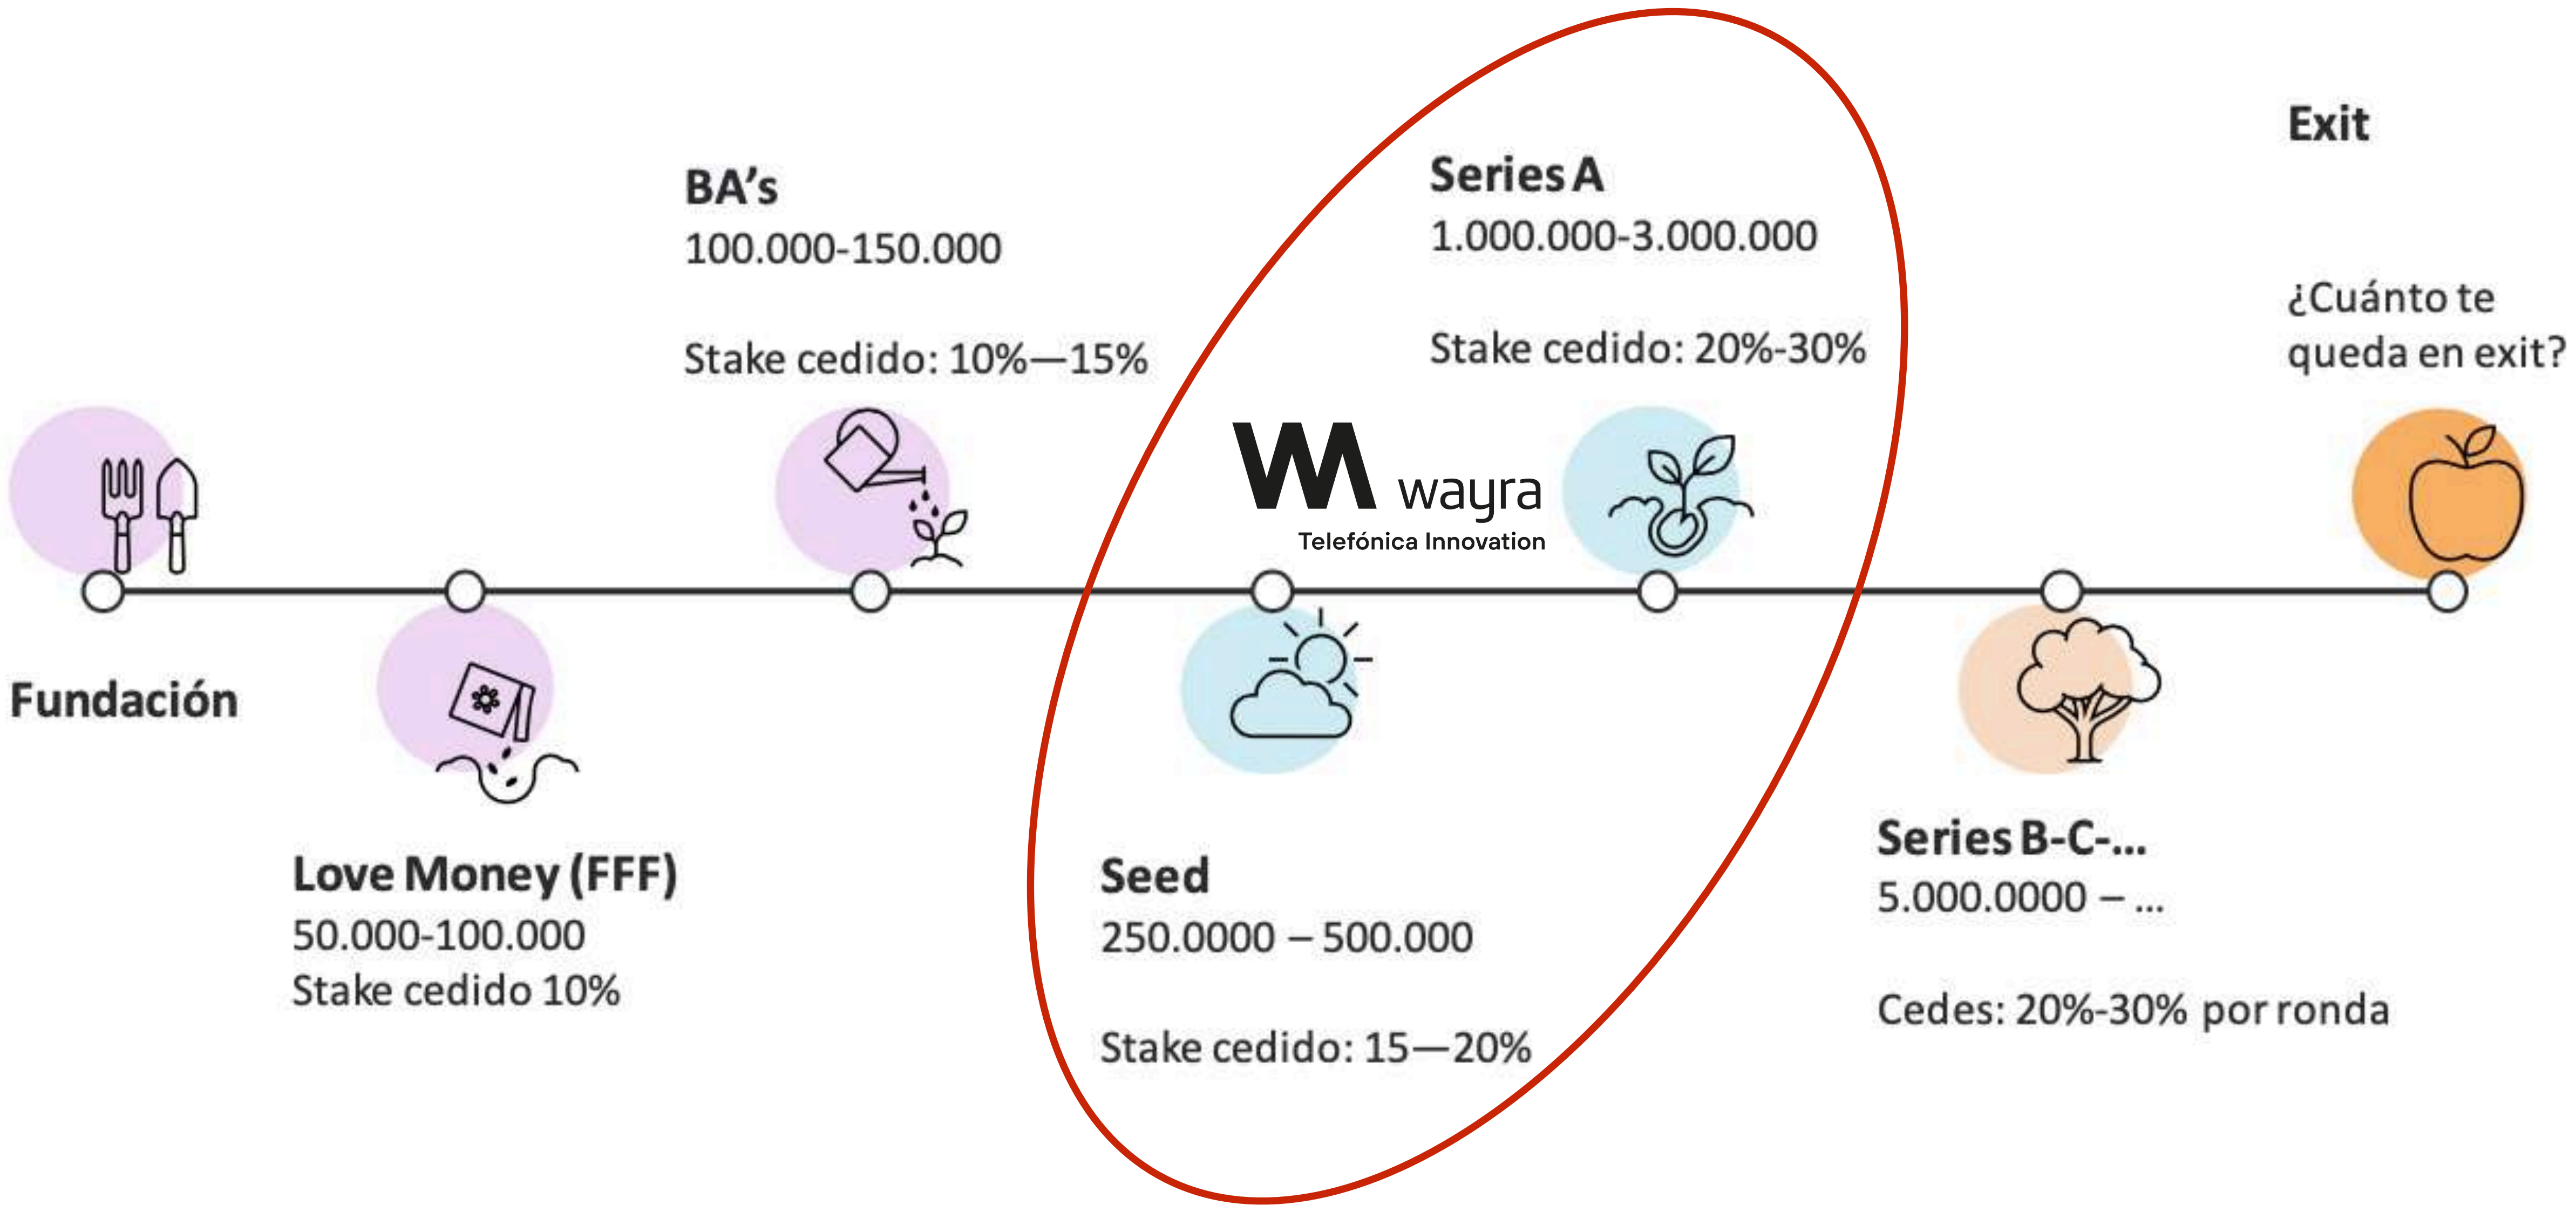 Fundación
Love Money (FFF)
50.000-100.000
Stake cedido 10%
BA's
100.000-150.000
Stake cedido: 10%—15%
WA wayra
Telefónica Innovation
Seed
250.0000 – 500.000
Stake cedido: 15—20%
Series A
1.000.000-3.000.000
Stake cedido: 20%-30%
Series B-C-...
5.000.0000 – ...
Cedes: 20%-30% por ronda
Exit
¿Cuánto te
queda en exit?